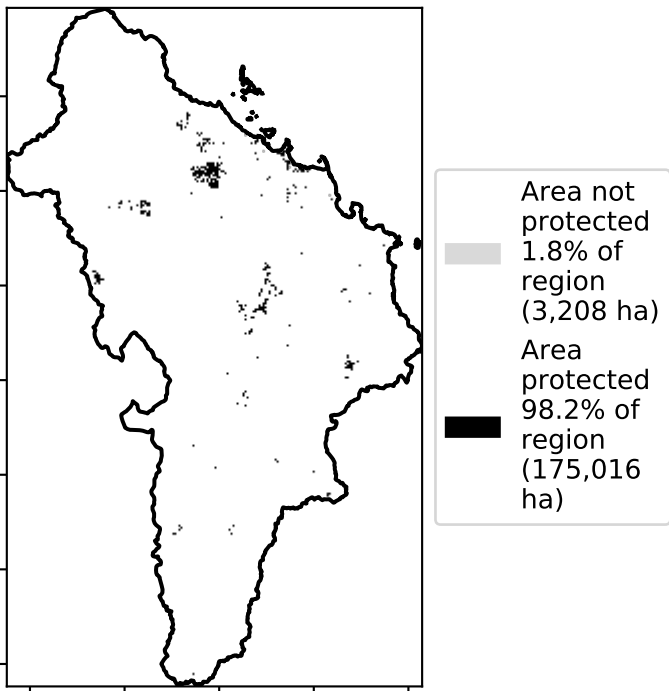 Area not
protected
1.8% of
region
(3,208 ha)
Area
protected
98.2% of
region
(175,016
ha)